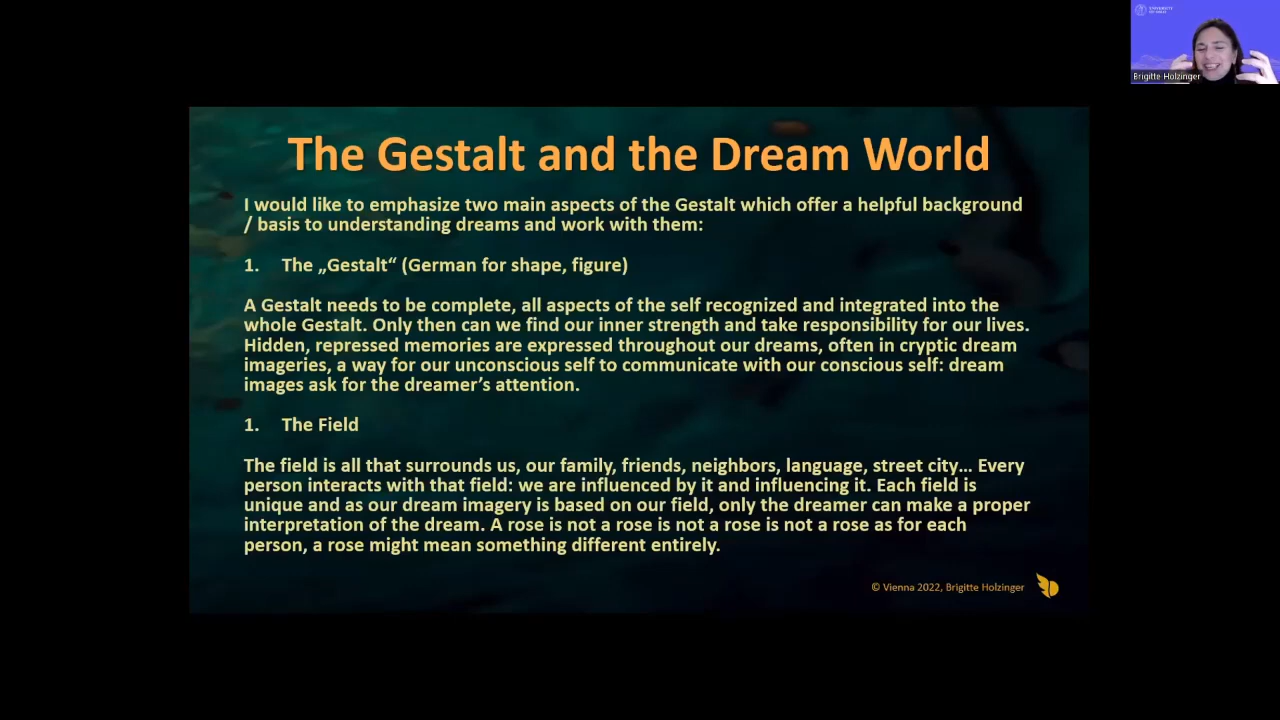 UNIVERSITY
OF OSLO
Brigitte Holzinger
The Gestalt and the Dream World
I would like to emphasize two main aspects of the Gestalt which offer a helpful background
/ basis to understanding dreams and work with them:
1. The „Gestalt“ (German for shape, figure)
A Gestalt needs to be complete, all aspects of the self recognized and integrated into the
whole Gestalt. Only then can we find our inner strength and take responsibility for our lives.
Hidden, repressed memories are expressed throughout our dreams, often in cryptic dream
imageries, a way for our unconscious self to communicate with our conscious self: dream
images ask for the dreamer’s attention.
1. The Field
The field is all that surrounds us, our family, friends, neighbors, language, street city… Every
person interacts with that field: we are influenced by it and influencing it. Each field is
unique and as our dream imagery is based on our field, only the dreamer can make a proper
interpretation of the dream. A rose is not a rose is not a rose is not a rose as for each
person, a rose might mean something different entirely.
© Vienna 2022, Brigitte Holzinger